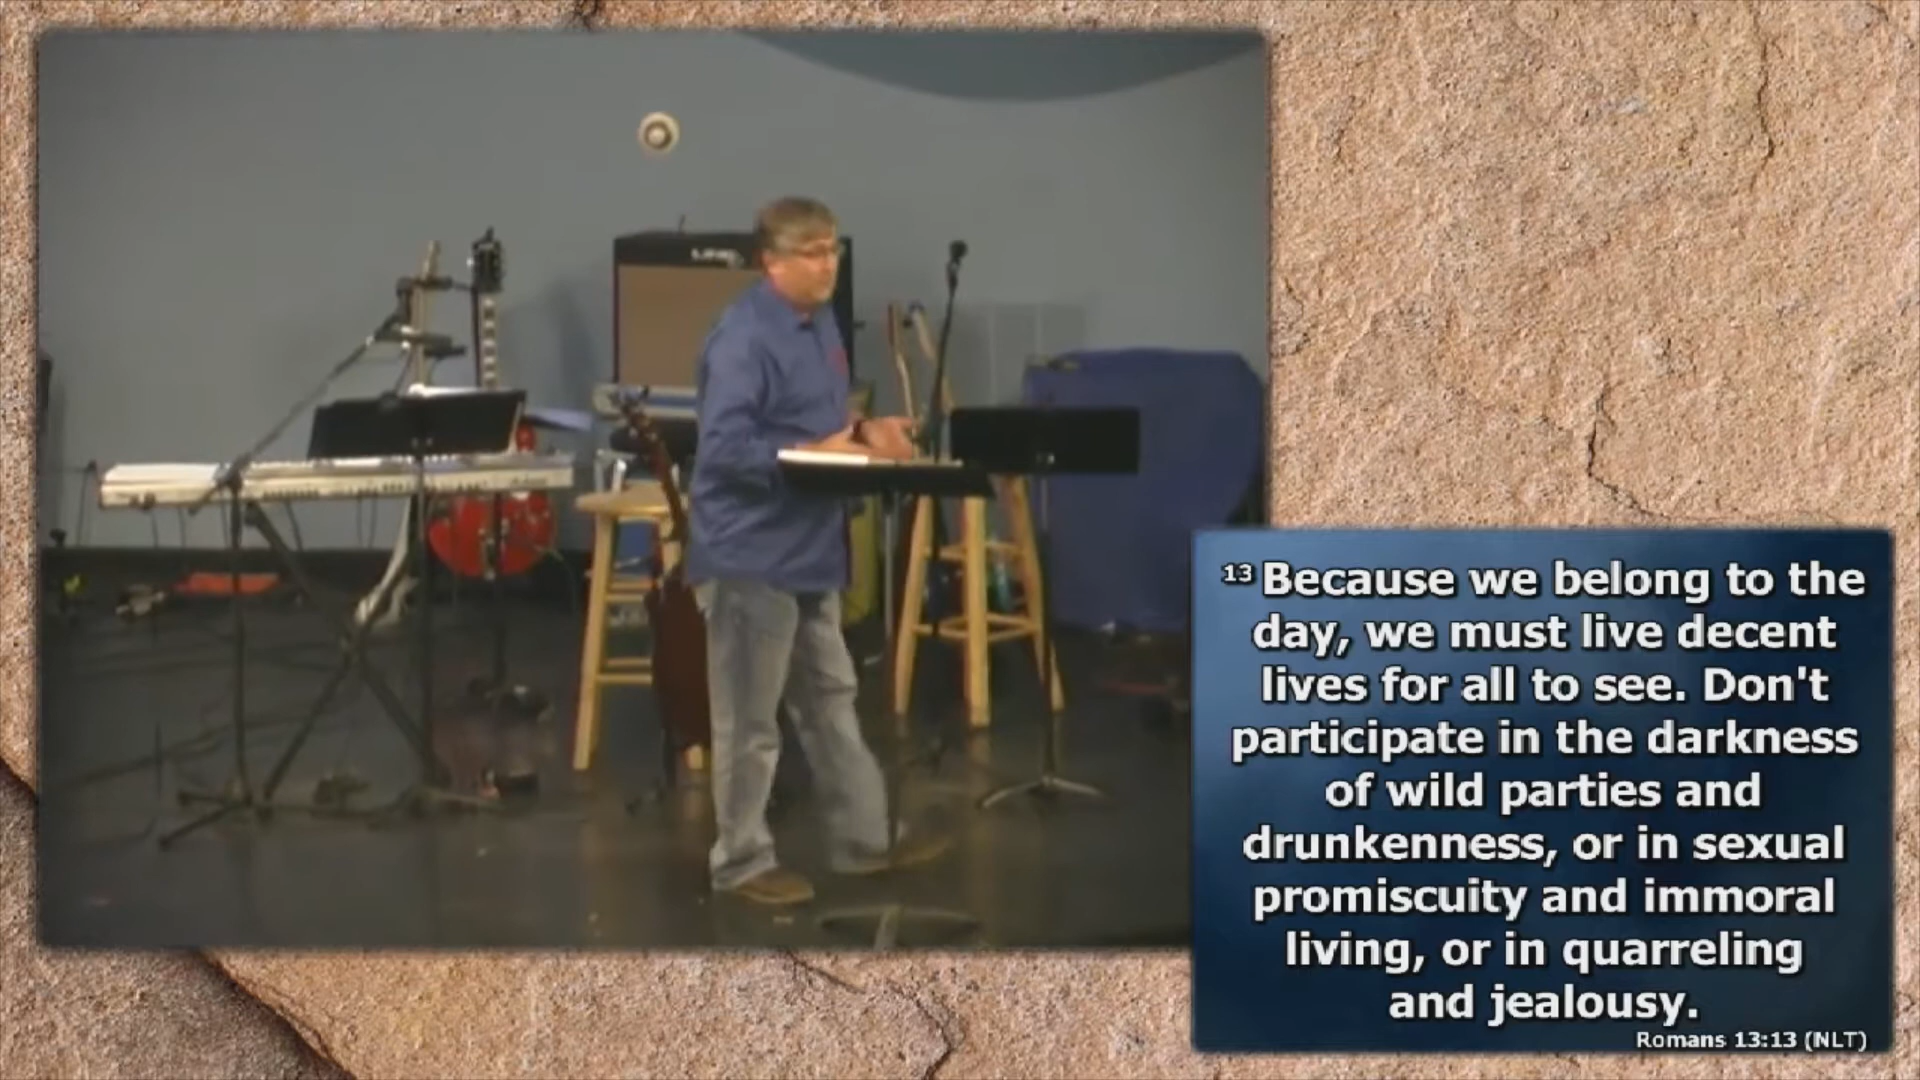 LINE
13 Because we belong to the
day, we must live decent
lives for all to see. Don't
participate in the darkness
of wild parties and
drunkenness, or in sexual
promiscuity and immoral
living, or in quarreling
and jealousy.
Romans 13:13 (NLT)